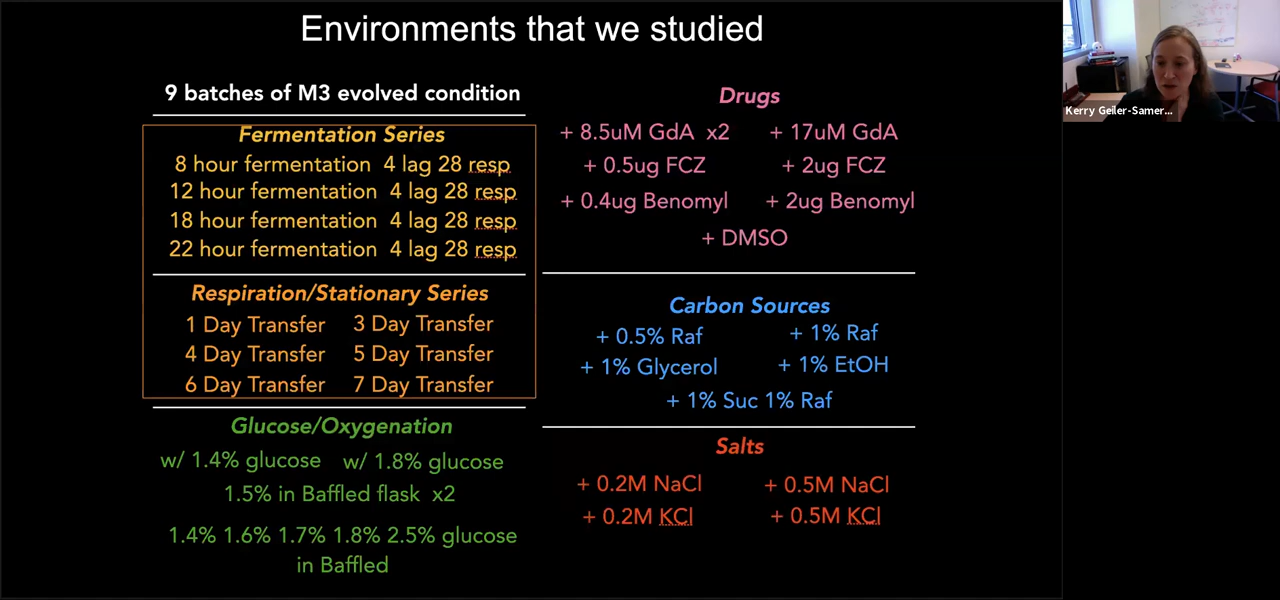 Environments that we studied
9 batches of M3 evolved condition
Fermentation Series
8 hour fermentation 4 lag 28 resp
12 hour fermentation 4 lag 28 resp
18 hour fermentation 4 lag 28 resp
22 hour fermentation 4 lag 28 resp
Respiration/Stationary Series
1 Day Transfer 3 Day Transfer
4 Day Transfer 5 Day Transfer
6 Day Transfer 7 Day Transfer
Glucose/Oxygenation
w/ 1.4% glucose w/ 1.8% glucose
1.5% in Baffled flask x2
1.4% 1.6% 1.7% 1.8% 2.5% glucose
in Baffled
Drugs
+ 8.5uM GdA x2 + 17uM GdA
+ 0.5ug FCZ + 2ug FCZ
+ 0.4ug Benomyl + 2ug Benomyl
+ DMSO
Carbon Sources
+ 0.5% Raf + 1% Raf
+ 1% Glycerol + 1% EtOH
+ 1% Suc 1% Raf
Salts
+ 0.2M NaCl + 0.5M NaCl
+ 0.2M KCl + 0.5M KCl
Kerry Geiler-Samer...